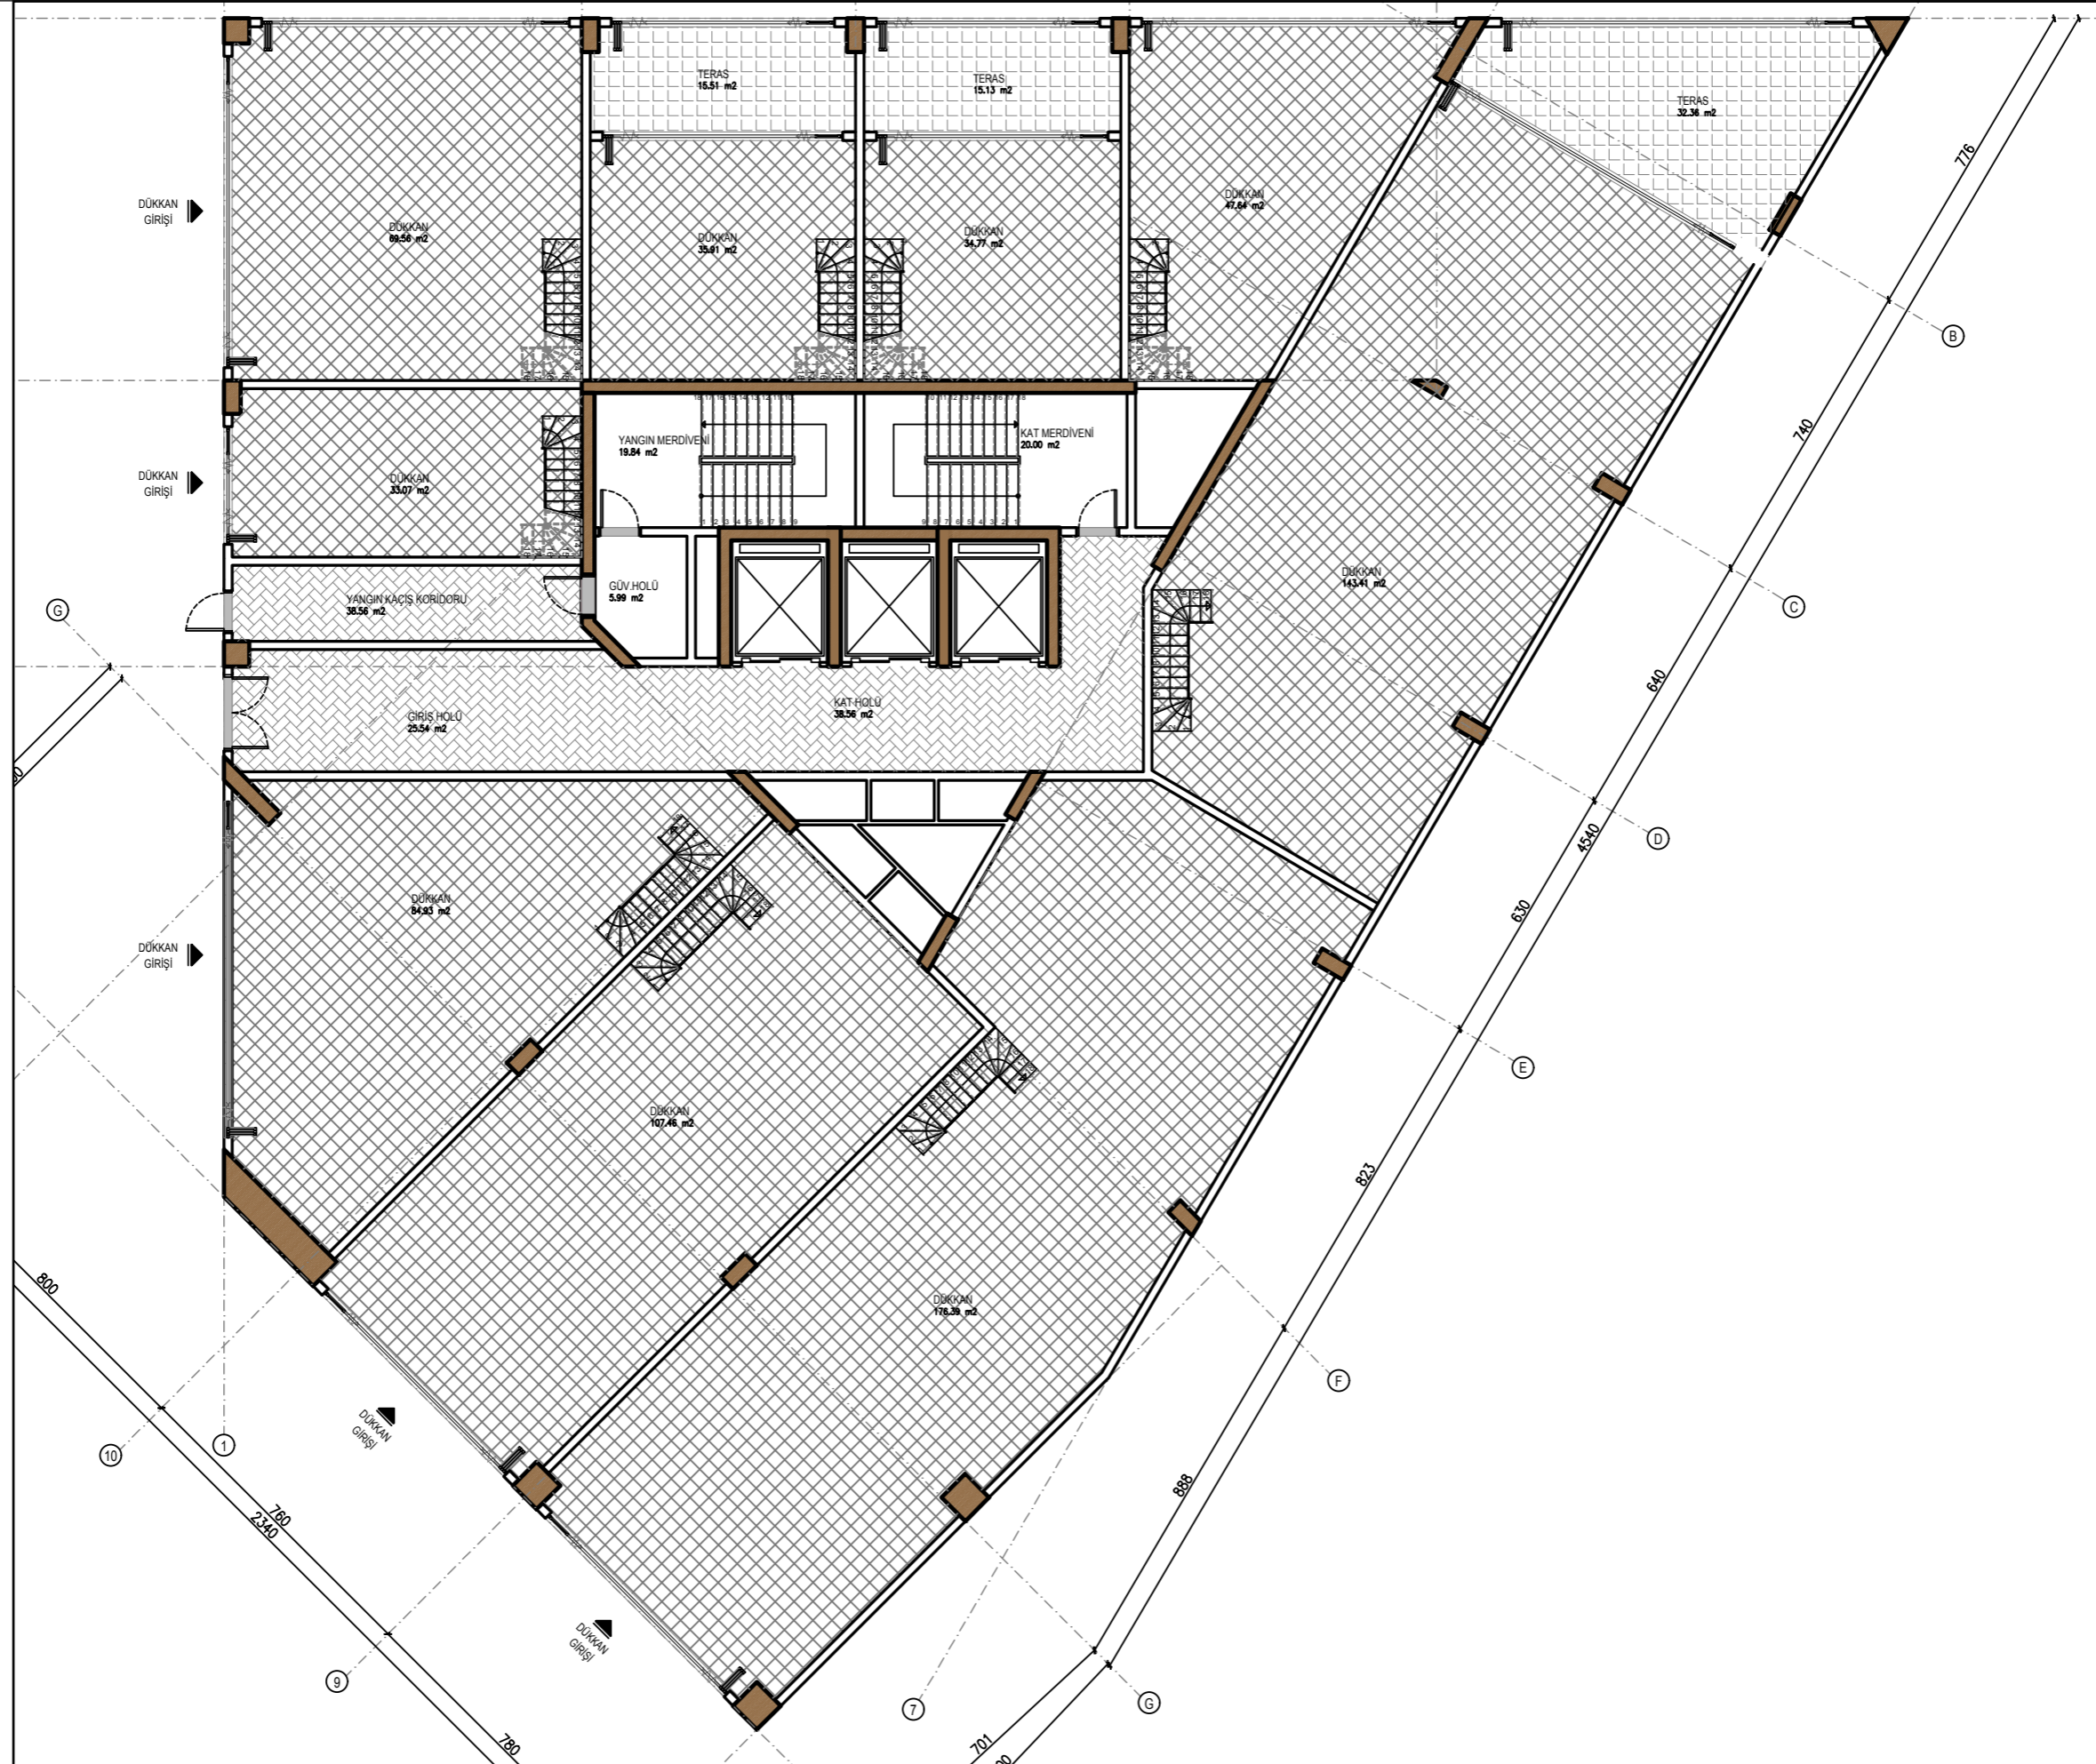 TERAS
15.51 m2
TERAS
15.13 m2
TERAS
32.36 m2
776
DÜKKAN
GİRİŞİ
DÜKKAN
69.56 m2
DÜKKAN
35.91 m2
DÜKKAN
34.77 m2
DÜKKAN
47.64 m2
B
740
YANGIN MERDİVENİ
19.84 m2
KAT MERDİVENİ
20.00 m2
DÜKKAN
GİRİŞİ
DÜKKAN
33.07 m2
DÜKKAN
143.41 m2
GÜV.HOLÜ
5.99 m2
YANGIN KAÇIŞ KORİDORU
38.56 m2
G
C
640
GİRİŞ HOLÜ
25.54 m2
KAT HOLÜ
38.56 m2
4540
D
DÜKKAN
84.93 m2
630
DÜKKAN
GİRİŞİ
E
DÜKKAN
107.46 m2
823
800
DÜKKAN
176.39 m2
F
DÜKKAN
GİRİŞİ
10
1
888
760
2340
DÜKKAN
GİRİŞİ
9
7
G
780
701